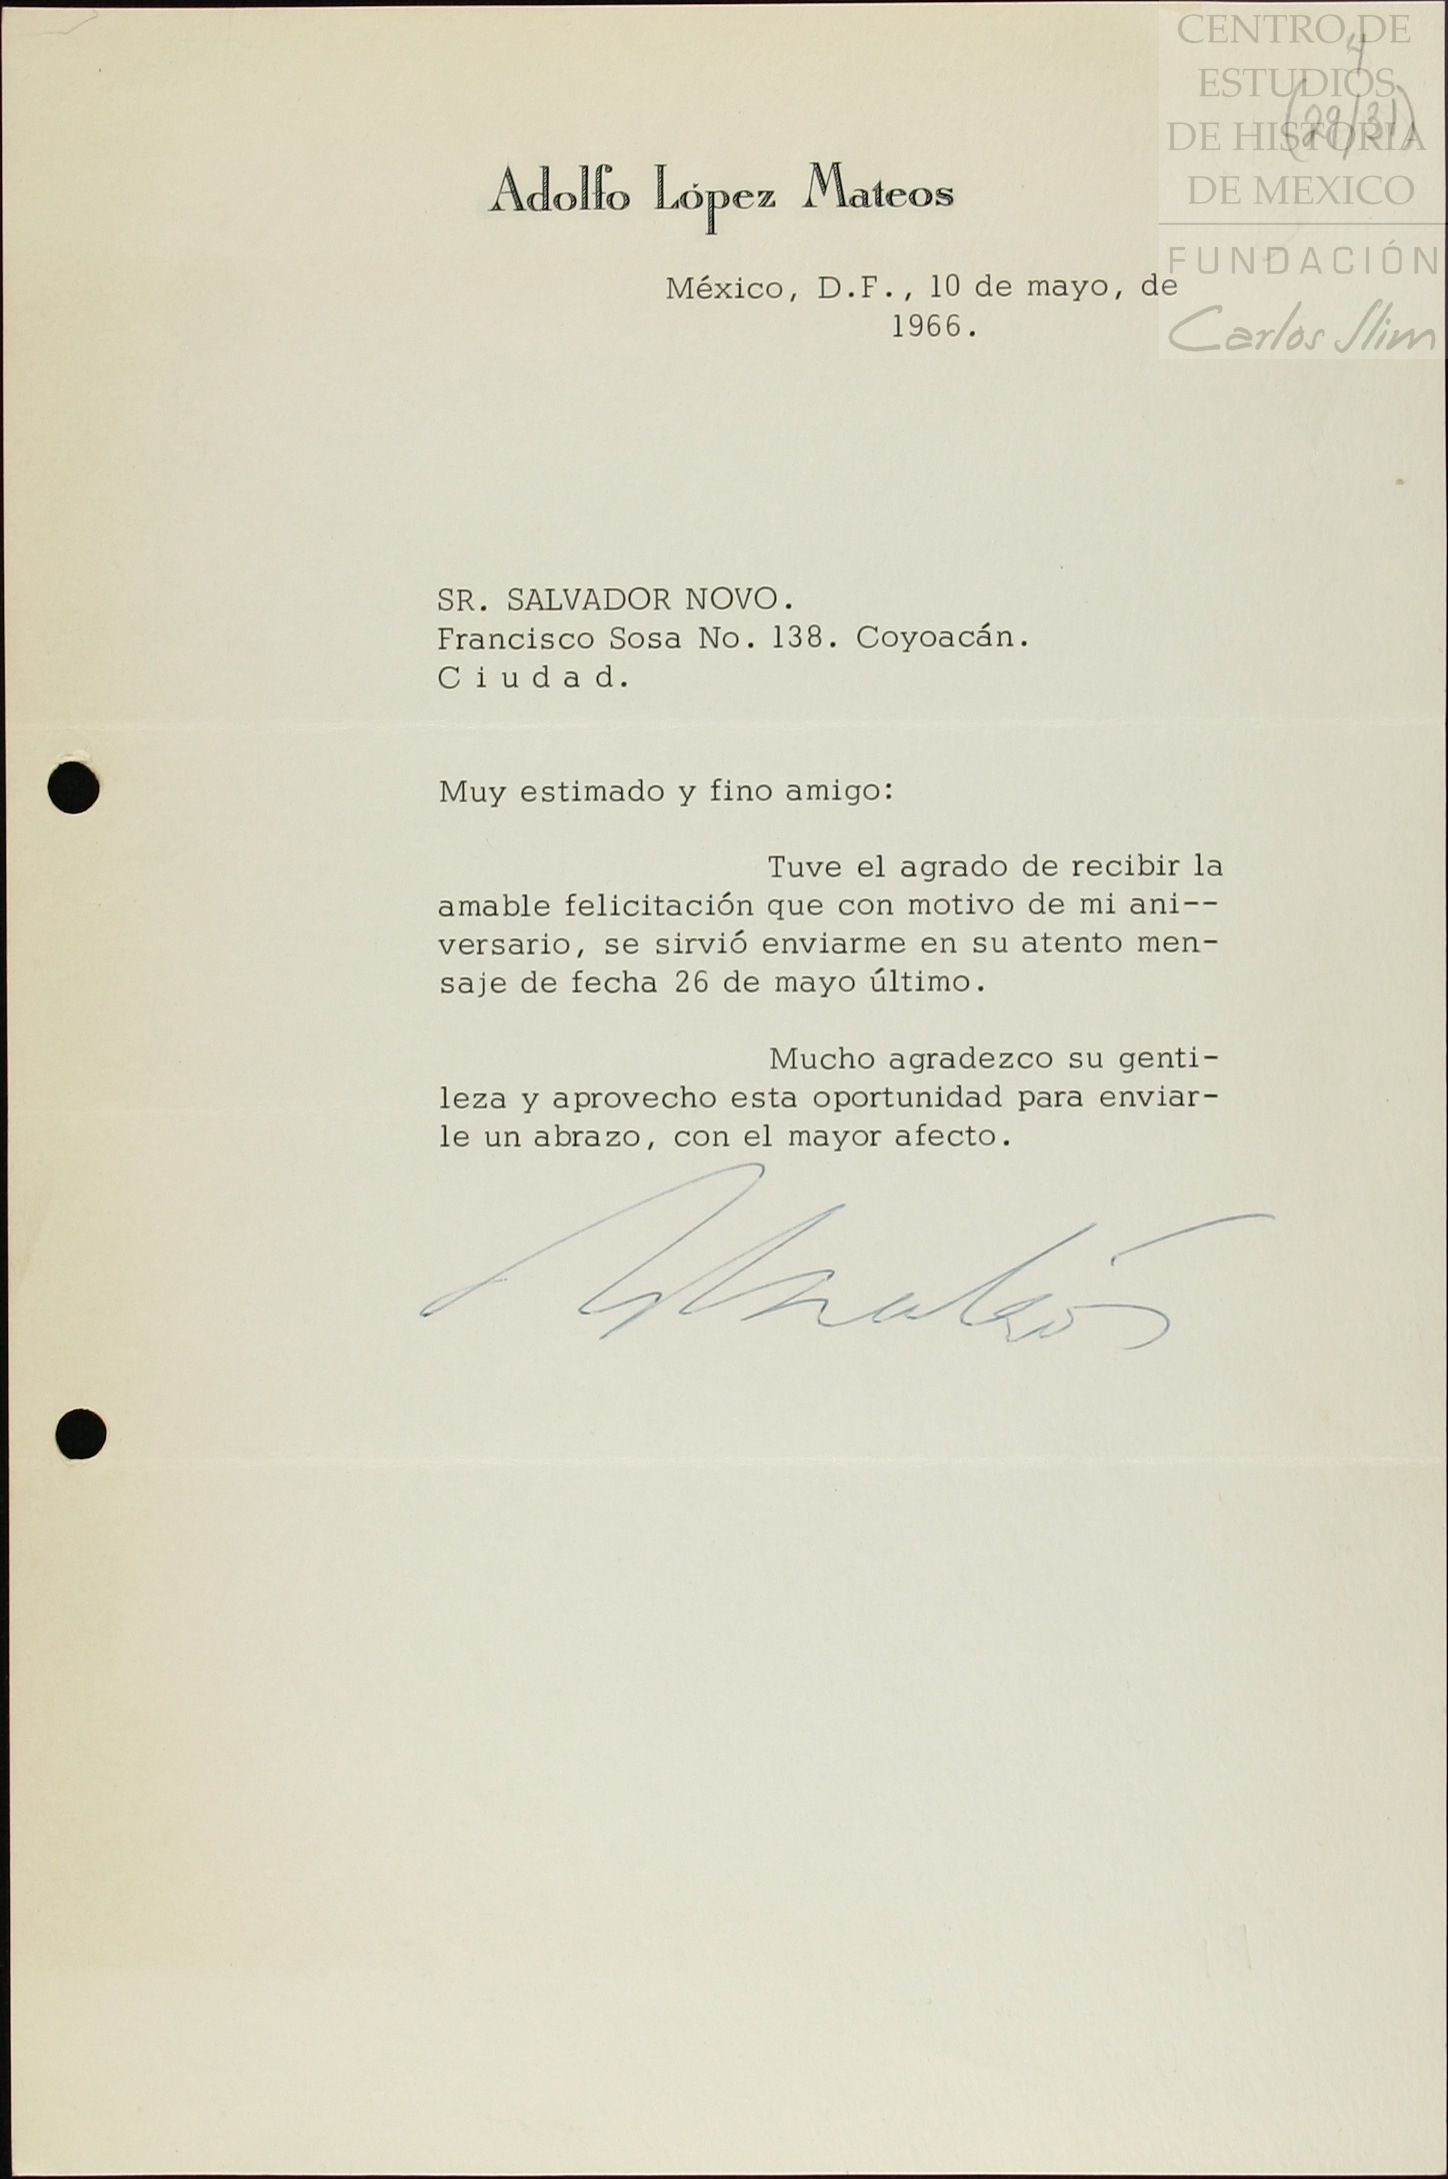 CENTRO DE
ESTUDIOS
DE HISTORIA
DE MEXICO
FUNDACIÓN
Carlos Slim
4
(28/31)
Adolfo López Mateos
México, D.F., 10 de mayo, de
1966.
SR. SALVADOR NOVO.
Francisco Sosa No. 138. Coyoacán.
C i u d a d.
Muy estimado y fino amigo:
Tuve el agrado de recibir la
amable felicitación que con motivo de mi ani--
versario, se sirvió enviarme en su atento men-
saje de fecha 26 de mayo último.
Mucho agradezco su genti-
leza y aprovecho esta oportunidad para enviar-
le un abrazo, con el mayor afecto.